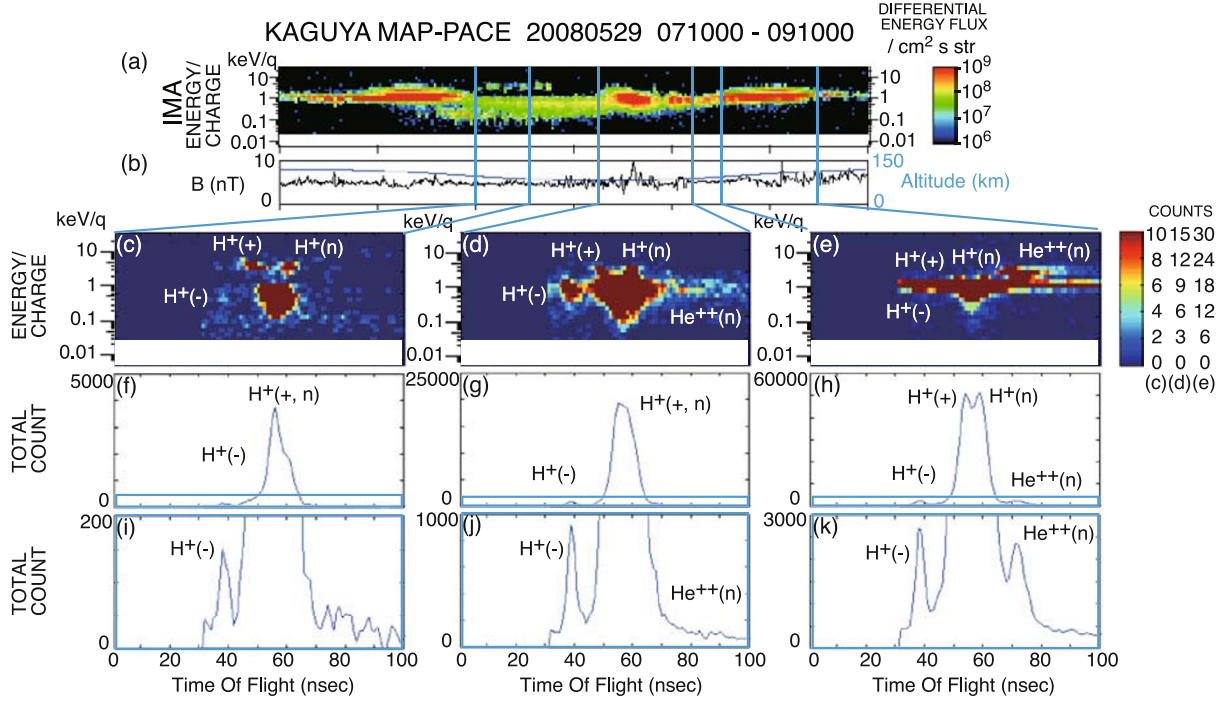 KAGUYA MAP-PACE 20080529 071000 - 091000
DIFFERENTIAL
ENERGY FLUX
/ cm2 s str
(a)
keV/q
keV/q
IMA
ENERGY/
CHARGE
10
1
0.1
0.01
10
1
0.1
0.01
10^9
10^8
10^7
10^6
(b)
B (nT)
10
0
150
0
Altitude (km)
keV/q
keV/q
keV/q
ENERGY/
CHARGE
10
1
0.1
0.01
(c)
H+(+)
H+(n)
H+(-)
10
1
0.1
0.01
(d)
H+(+)
H+(n)
H+(-)
He++(n)
10
1
0.1
0.01
(e)
H+(+)
H+(n)
He++(n)
H+(-)
COUNTS
10 15 30
8 12 24
6 9 18
4 6 12
2 3 6
0 0 0
(c)(d)(e)
TOTAL
COUNT
5000
0
(f)
H+(+, n)
H+(-)
25000
0
(g)
H+(+, n)
H+(-)
60000
0
(h)
H+(+)
H+(n)
H+(-)
He++(n)
TOTAL
COUNT
200
100
0
(i)
H+(-)
1000
0
(j)
H+(-)
He++(n)
3000
0
(k)
H+(-)
He++(n)
0 20 40 60 80 100
0 20 40 60 80 100
0 20 40 60 80 100
Time Of Flight (nsec)
Time Of Flight (nsec)
Time Of Flight (nsec)